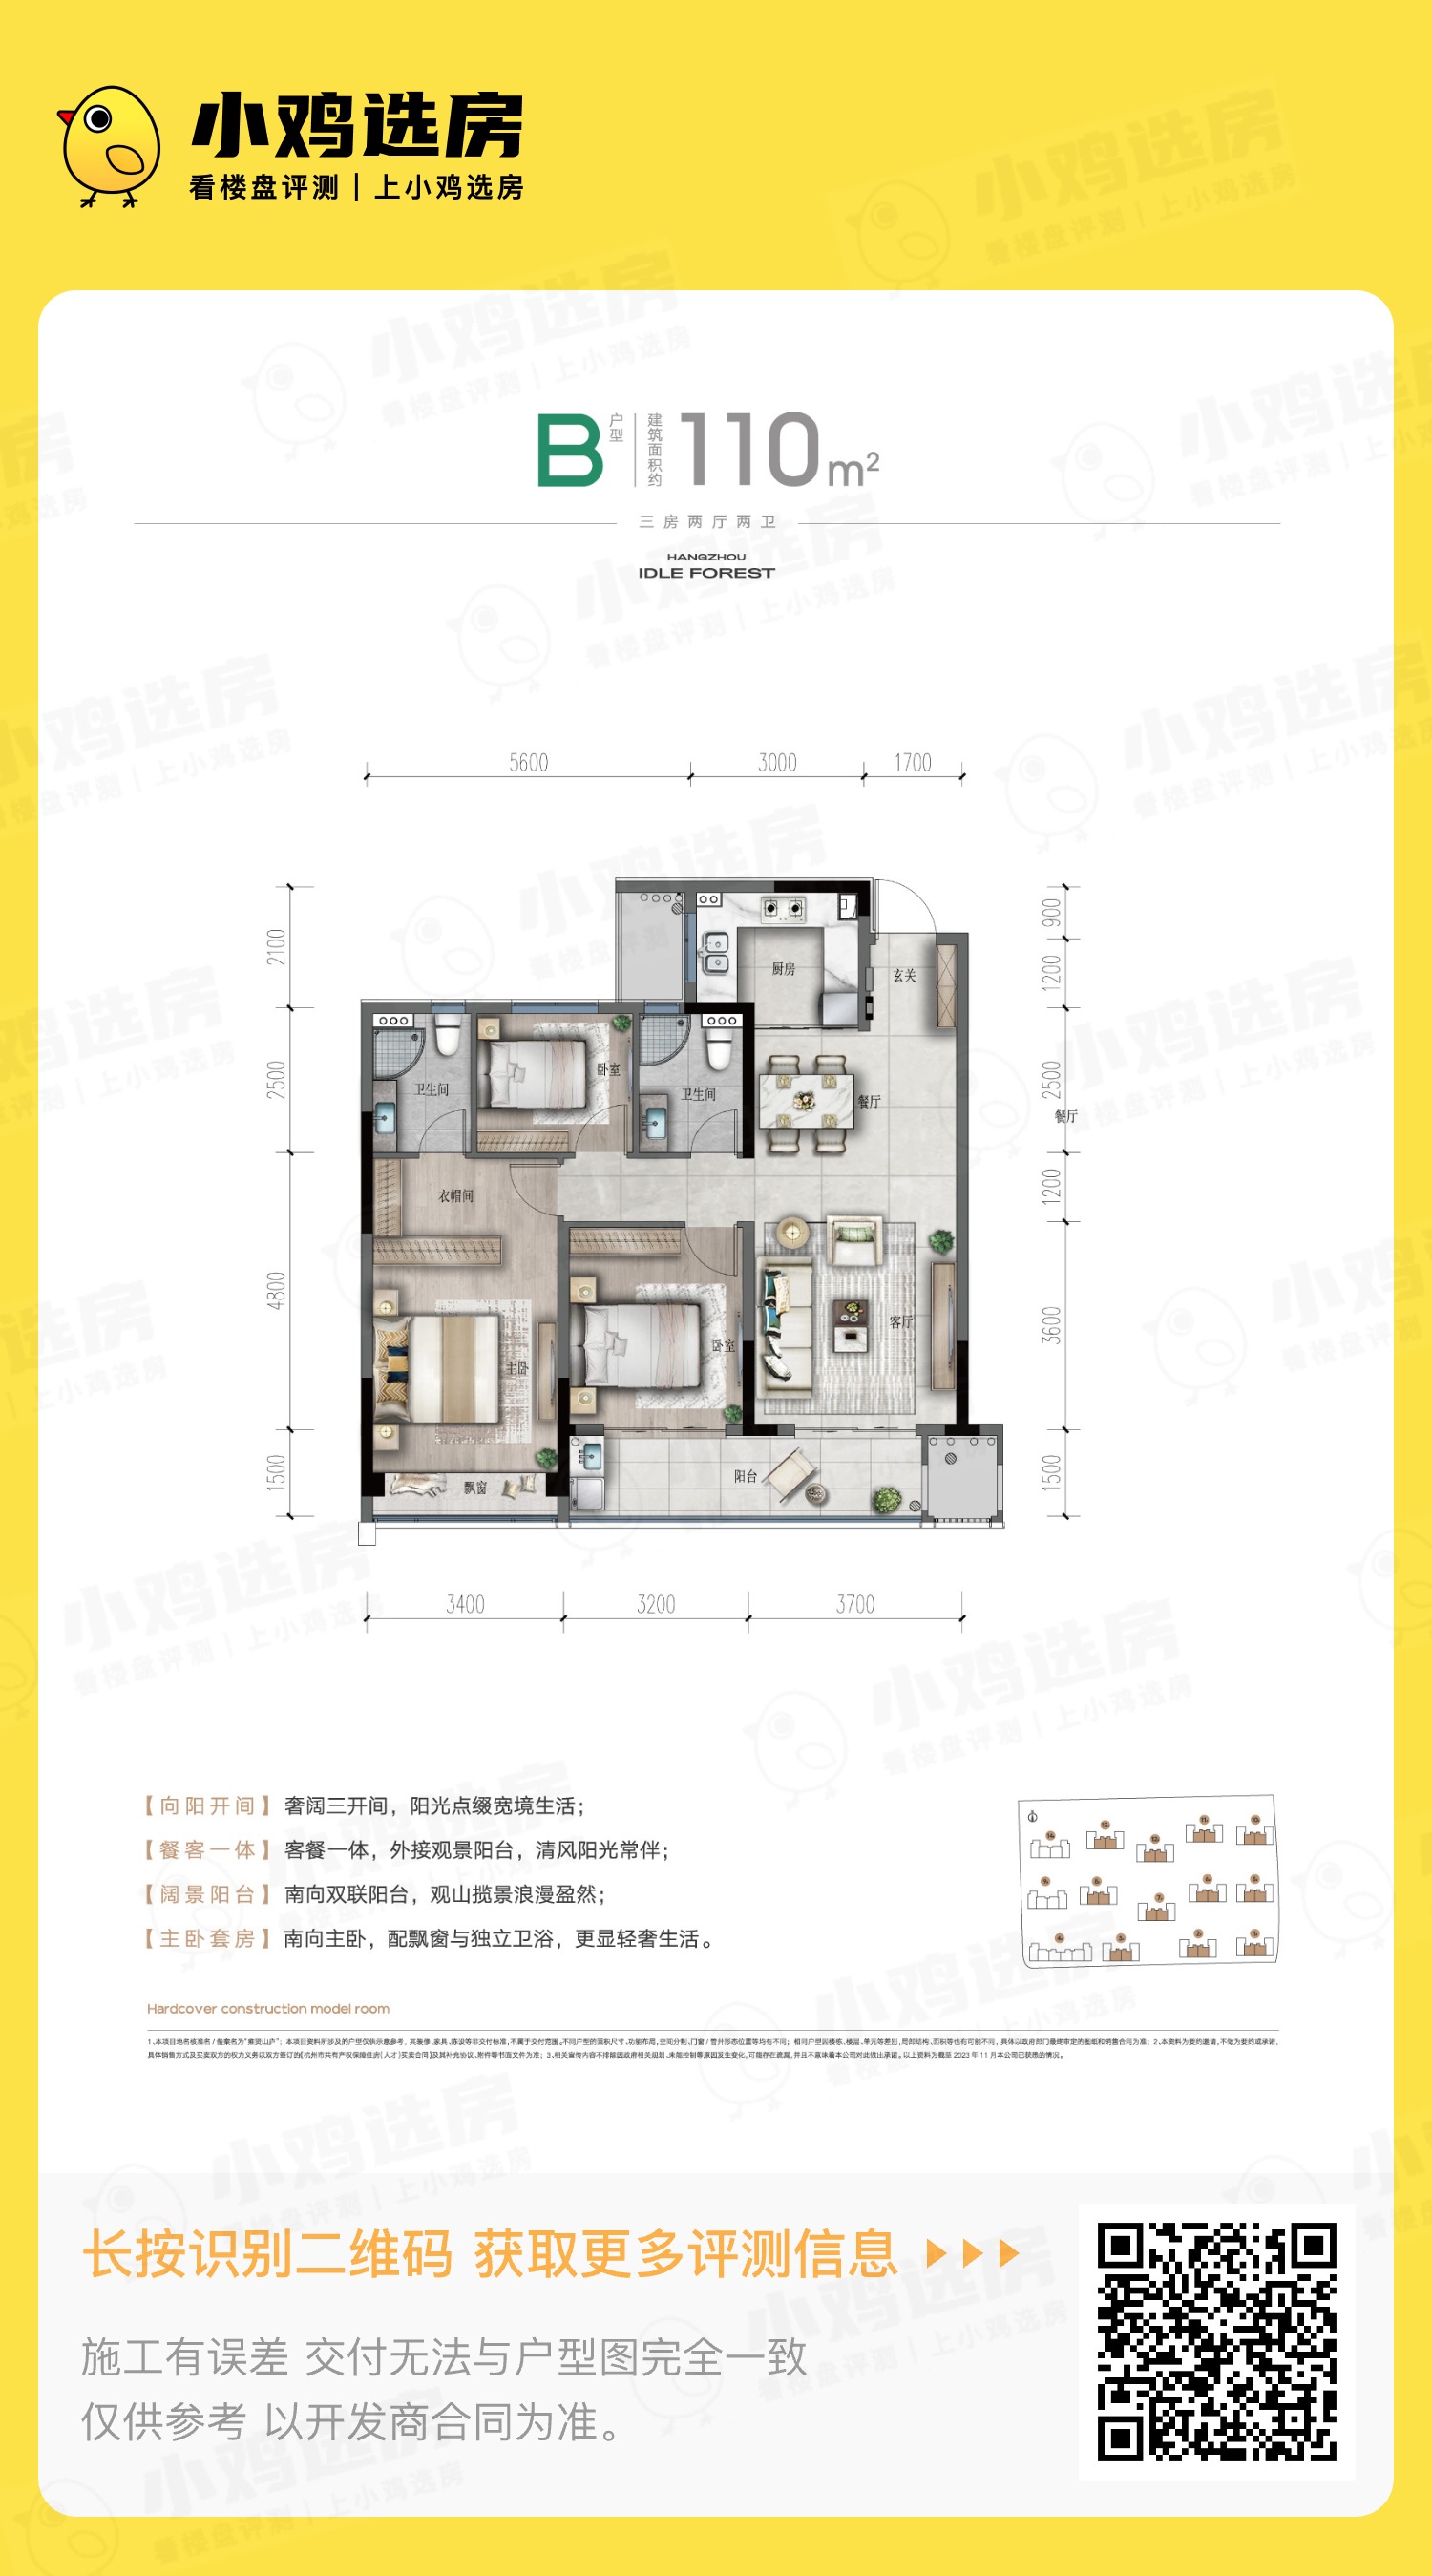 小鸡选房
看楼盘评测｜上小鸡选房
B
户型
建筑面积约
110m²
三房两厅两卫
HANGZHOU
IDLE FOREST
5600
3000
1700
2100
2500
4800
1500
900
1200
2500
餐厅
1200
3600
1500
厨房
玄关
卫生间
卧室
卫生间
餐厅
衣帽间
主卧
卧室
客厅
飘窗
阳台
3400
3200
3700
【向阳开间】奢阔三开间，阳光点缀宽境生活；
【餐客一体】客餐一体，外接观景阳台，清风阳光常伴；
【阔景阳台】南向双联阳台，观山揽景浪漫盈然；
【主卧套房】南向主卧，配飘窗与独立卫浴，更显轻奢生活。
Hardcover construction model room
长按识别二维码 获取更多评测信息
施工有误差 交付无法与户型图完全一致
仅供参考 以开发商合同为准。